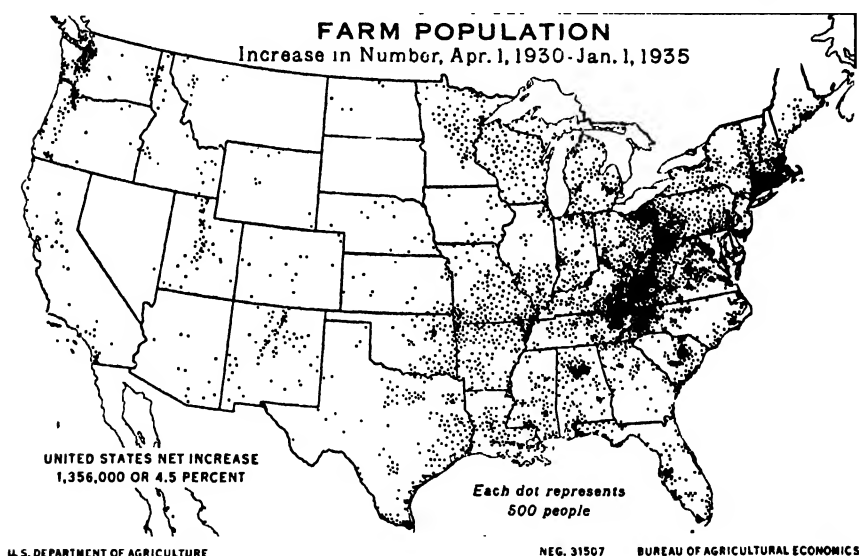 FARM POPULATION
Increase in Number, Apr. 1, 1930-Jan. 1, 1935
UNITED STATES NET INCREASE
1,356,000 OR 4.5 PERCENT
Each dot represents
500 people
U. S. DEPARTMENT OF AGRICULTURE NEG. 31507 BUREAU OF AGRICULTURAL ECONOMICS